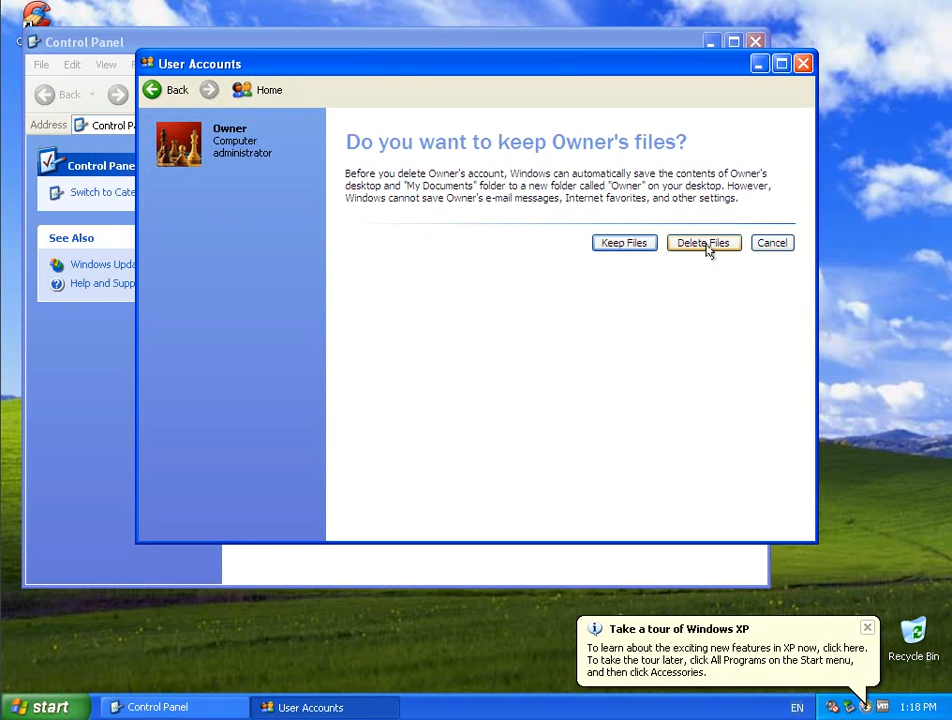 Control Panel
User Accounts
File Edit View
Back
Back Home
Address Control P
Owner
Computer
administrator
Do you want to keep Owner's files?
Before you delete Owner's account, Windows can automatically save the contents of Owner's
desktop and "My Documents" folder to a new folder called "Owner" on your desktop. However,
Windows cannot save Owner's e-mail messages, Internet favorites, and other settings.
Keep Files Delete Files Cancel
Control Pane
Switch to Cate
See Also
Windows Upda
Help and Supp
Take a tour of Windows XP
To learn about the exciting new features in XP now, click here.
To take the tour later, click All Programs on the Start menu,
and then click Accessories.
Recycle Bin
start Control Panel User Accounts EN 1:18 PM